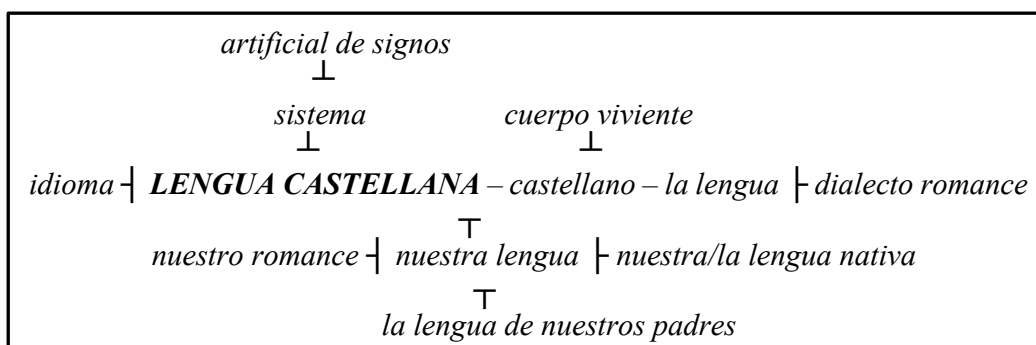 artificial de signos
┴
sistema cuerpo viviente
┴ ┴
idioma ┤ LENGUA CASTELLANA – castellano – la lengua ├ dialecto romance
┬
nuestro romance ┤ nuestra lengua ├ nuestra/la lengua nativa
┬
la lengua de nuestros padres